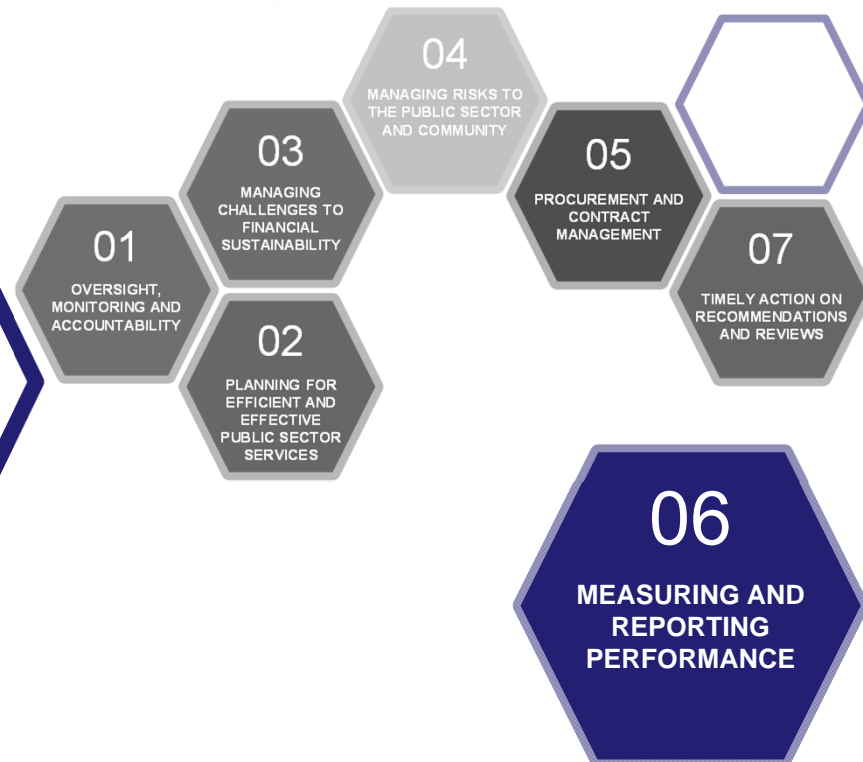 01
OVERSIGHT,
MONITORING AND
ACCOUNTABILITY
02
PLANNING FOR
EFFICIENT AND
EFFECTIVE
PUBLIC SECTOR
SERVICES
03
MANAGING
CHALLENGES TO
FINANCIAL
SUSTAINABILITY
04
MANAGING RISKS TO
THE PUBLIC SECTOR
AND COMMUNITY
05
PROCUREMENT AND
CONTRACT
MANAGEMENT
06
MEASURING AND
REPORTING
PERFORMANCE
07
TIMELY ACTION ON
RECOMMENDATIONS
AND REVIEWS